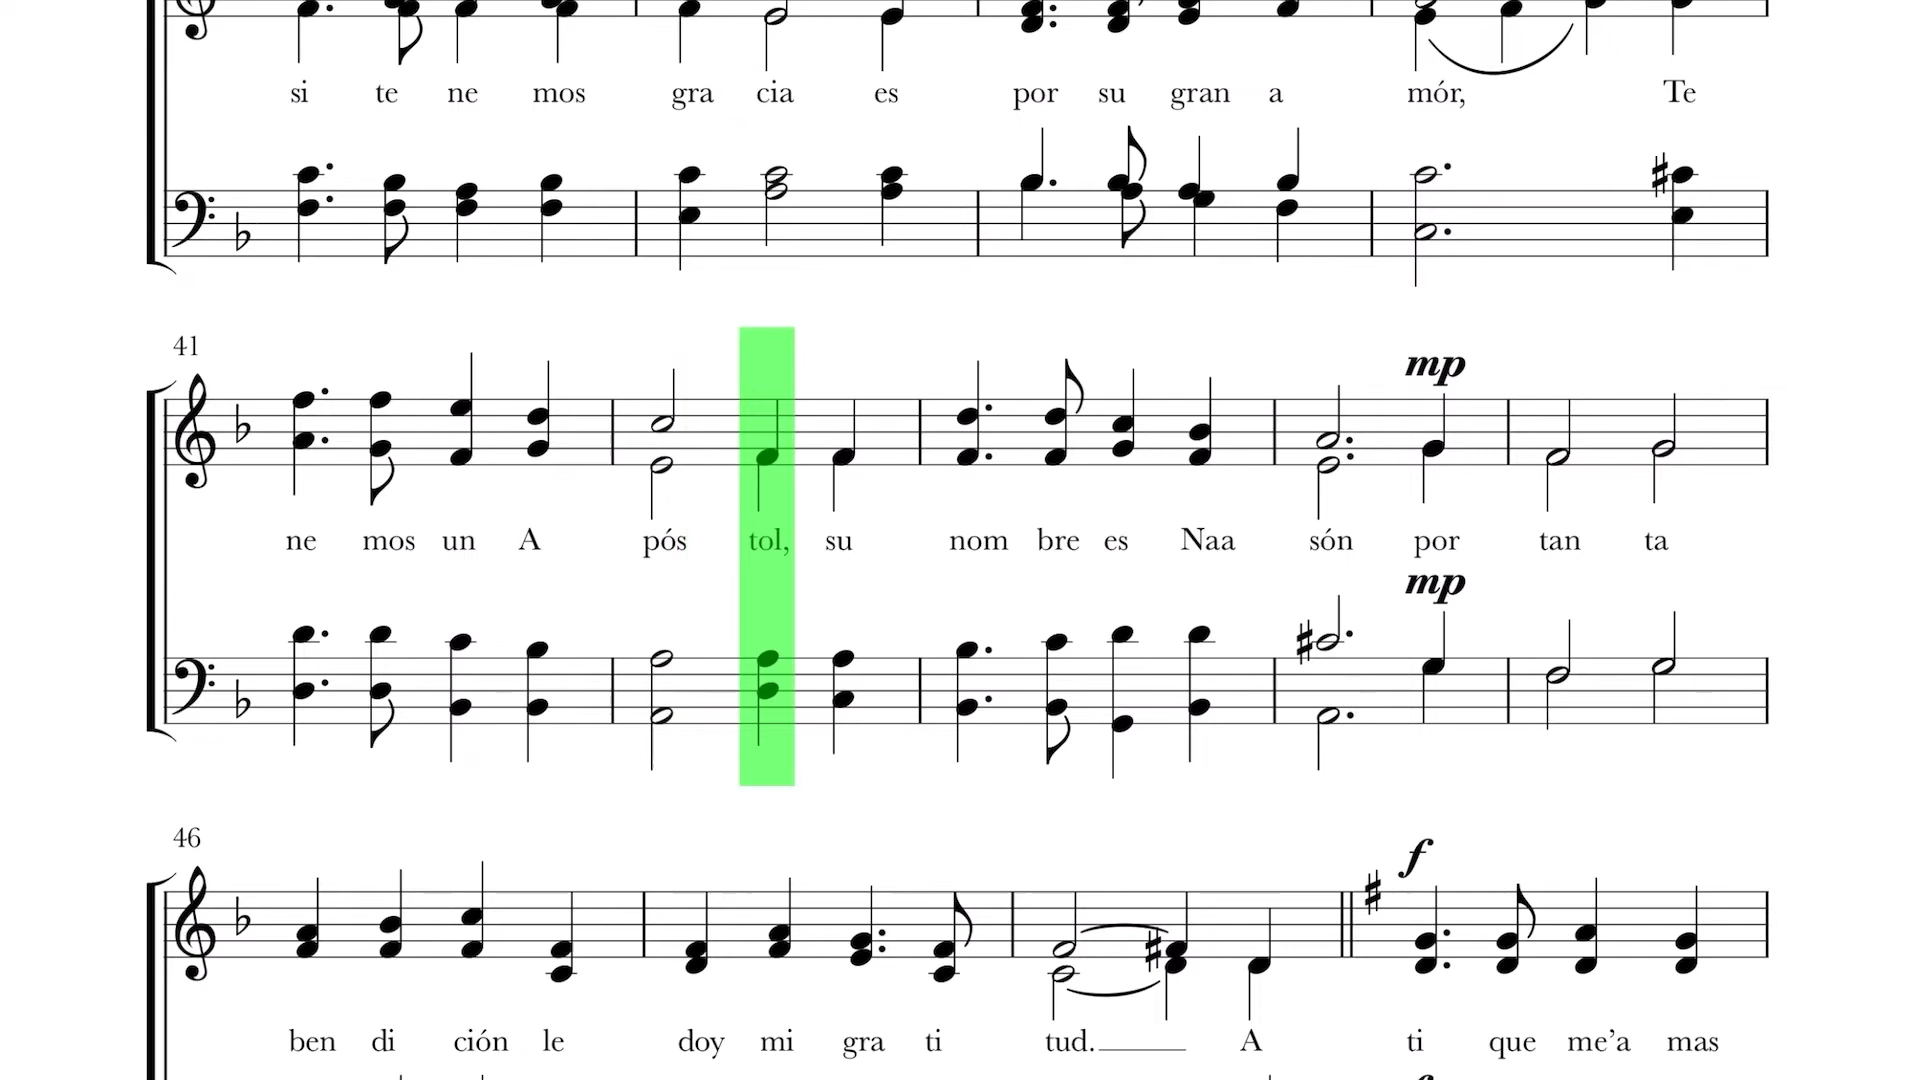 si te ne mos gra cia es por su gran a mór, Te
41
mp
ne mos un A pós tol, su nom bre es Naa són por tan ta
mp
46
f
ben di ción le doy mi gra ti tud. A ti que me’a mas